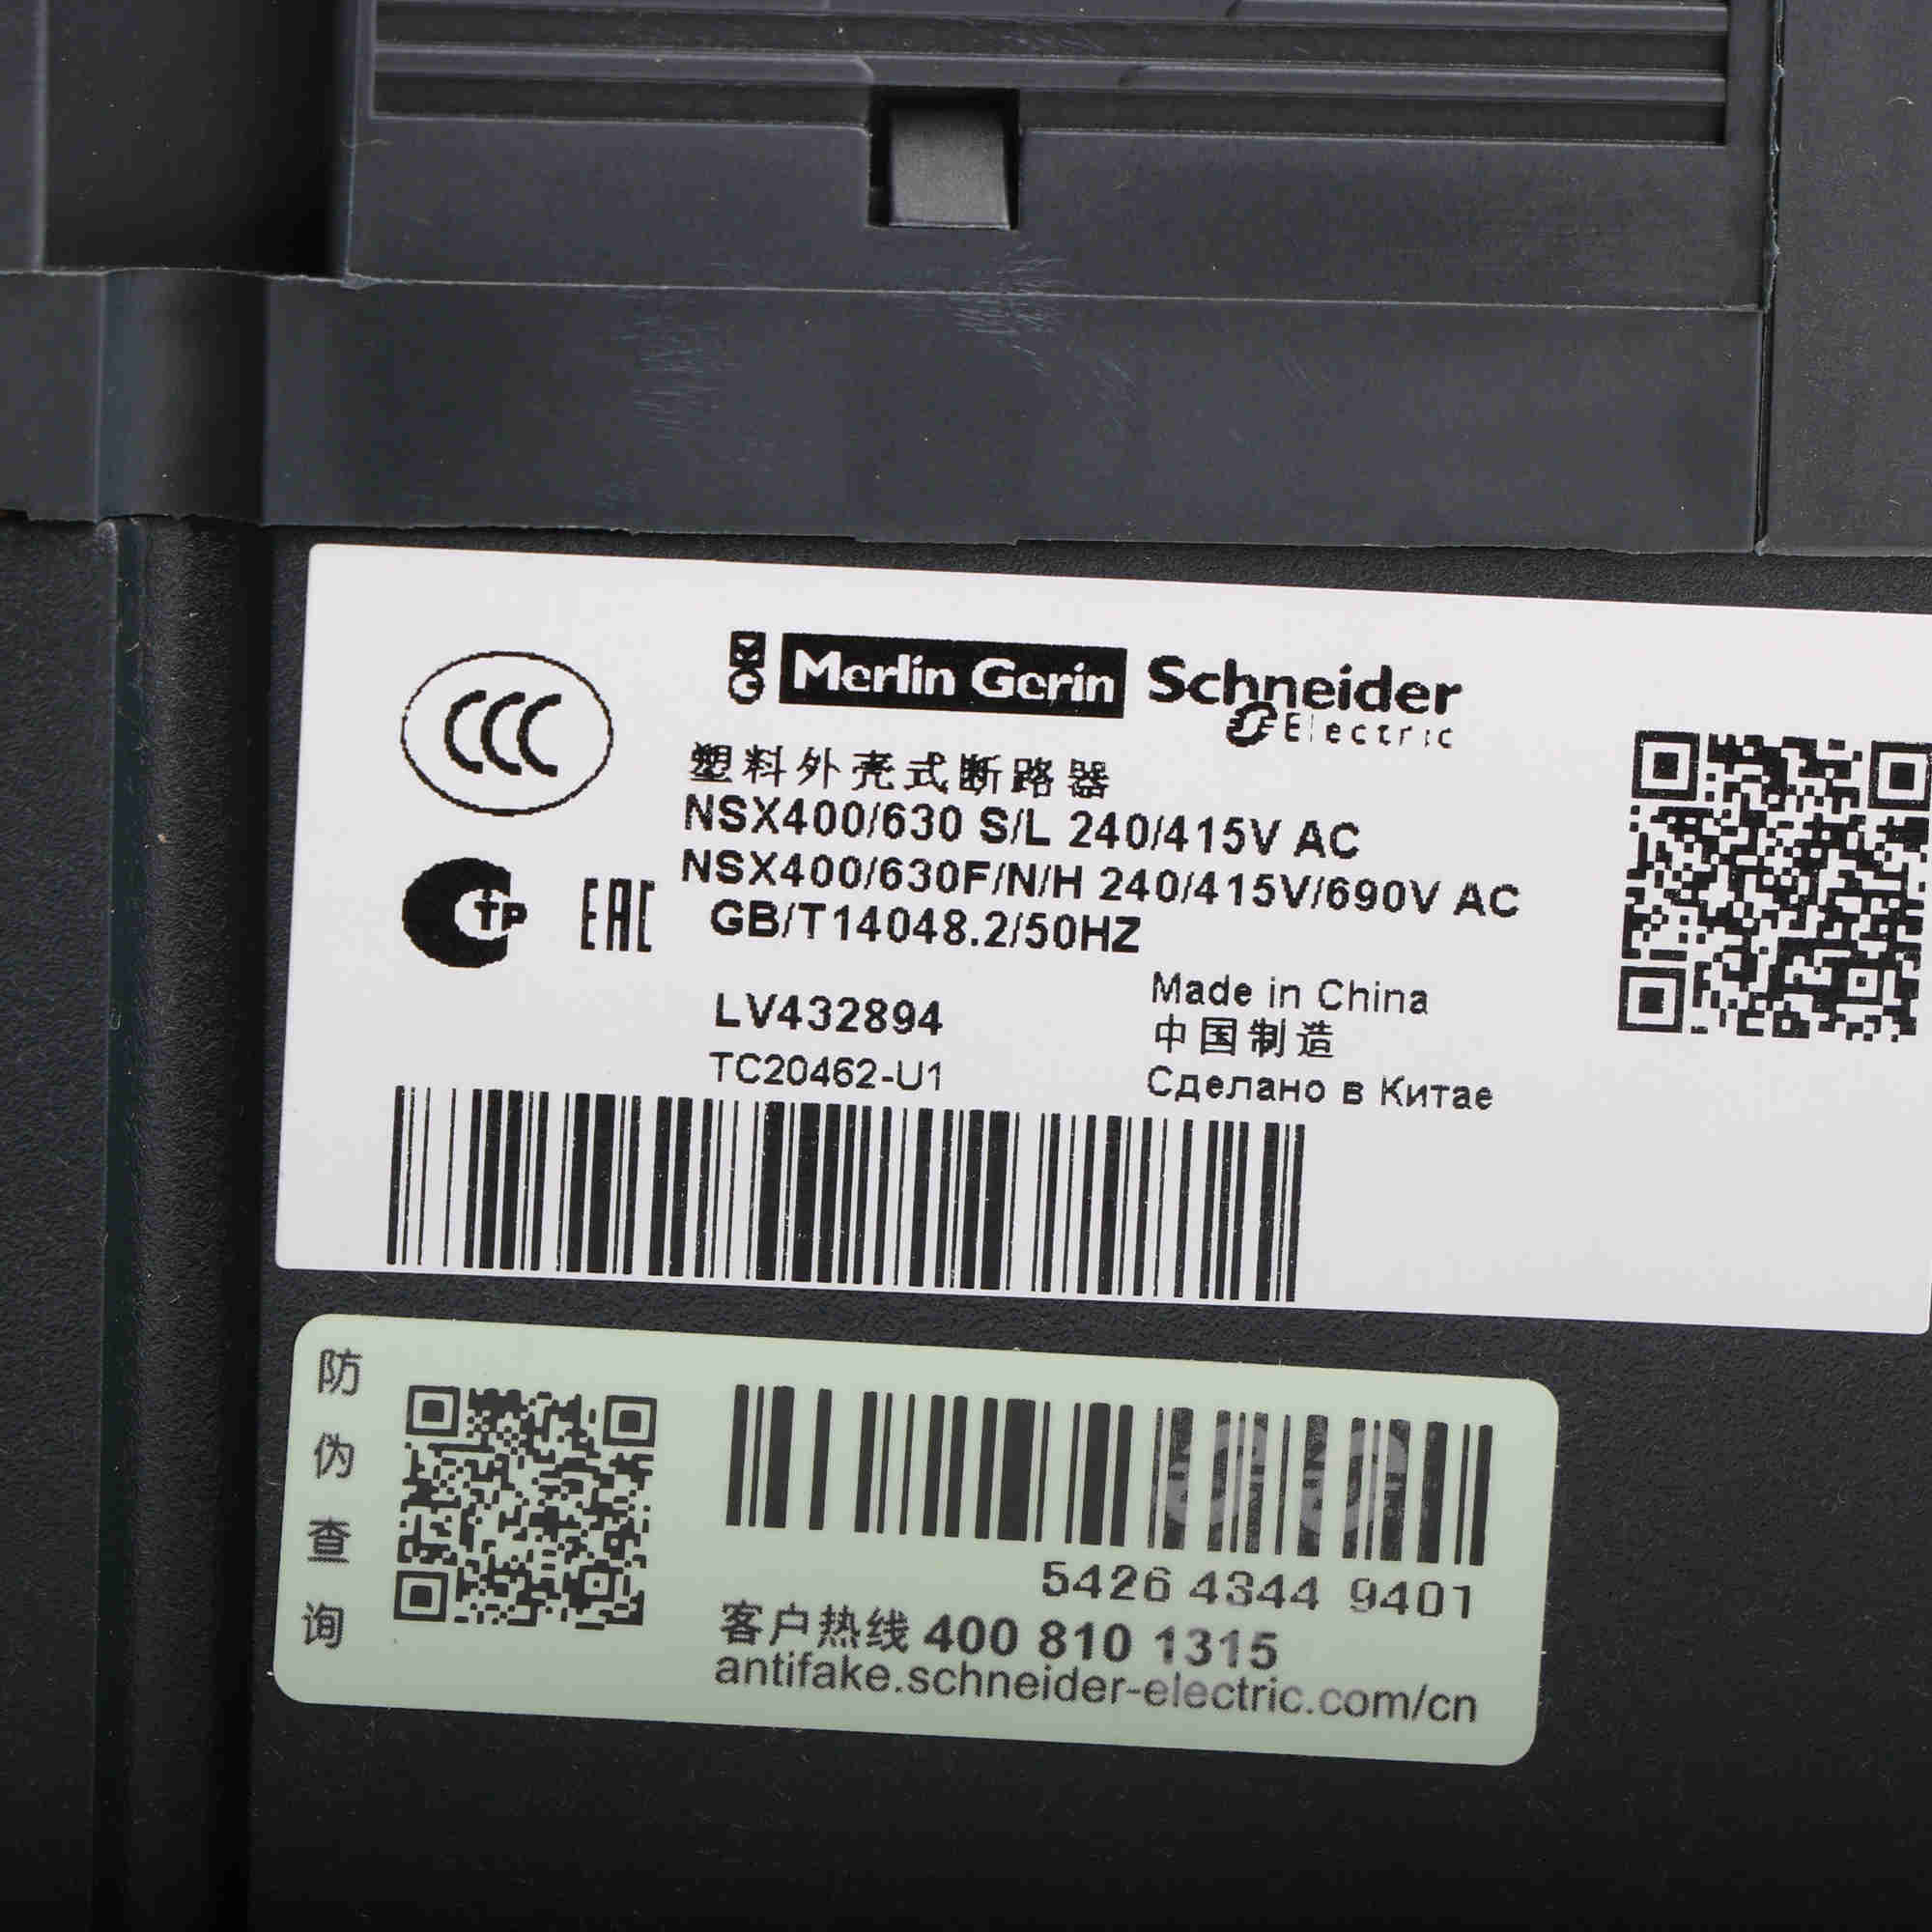 CCC
Merlin Gerin Schneider
Electric
塑料外壳式断路器
NSX400/630 S/L 240/415V AC
NSX400/630F/N/H 240/415V/690V AC
TP EAC GB/T14048.2/50HZ
LV432894
TC20462-U1
Made in China
中国制造
Сделано в Китае
防伪查询
5426 4344 9401
客户热线 400 810 1315
antifake.schneider-electric.com/cn